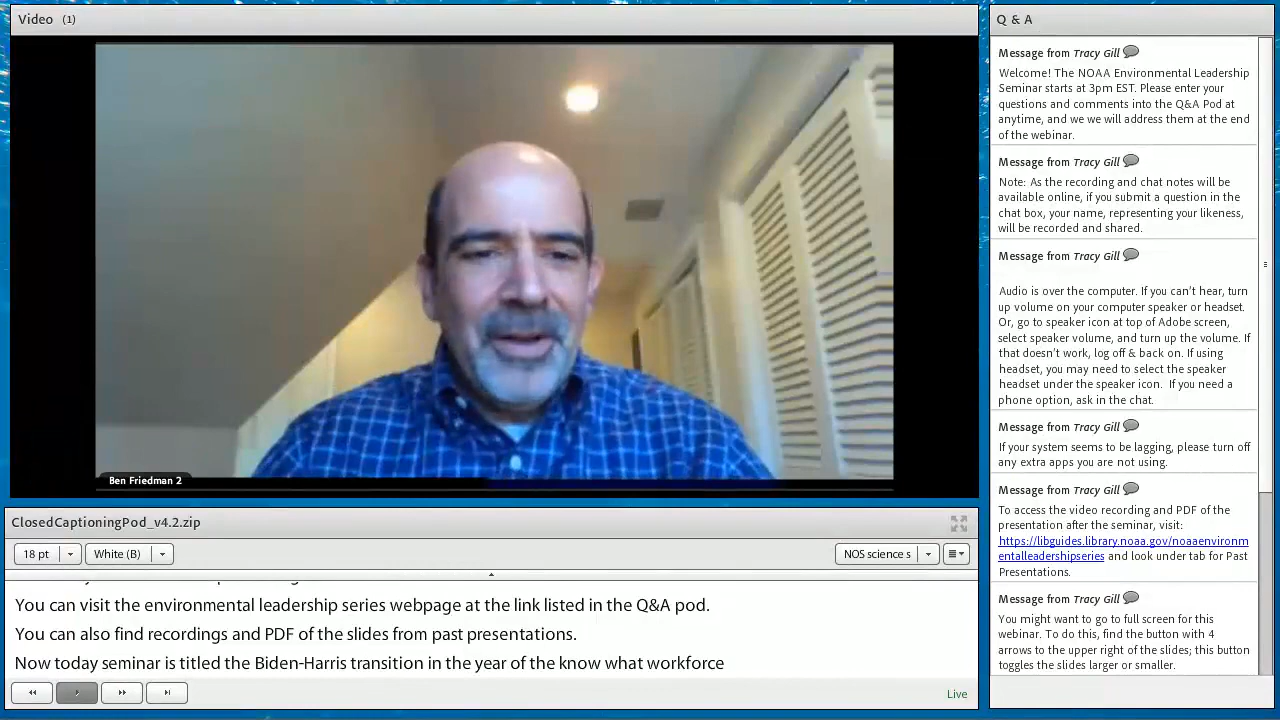 Video (1)
Ben Friedman 2
ClosedCaptioningPod_v4.2.zip
18 pt
White (B)
NOS science s
You can visit the environmental leadership series webpage at the link listed in the Q&A pod.
You can also find recordings and PDF of the slides from past presentations.
Now today seminar is titled the Biden-Harris transition in the year of the know what workforce
Live
Q & A
Message from Tracy Gill
Welcome! The NOAA Environmental Leadership
Seminar starts at 3pm EST. Please enter your
questions and comments into the Q&A Pod at
anytime, and we we will address them at the end
of the webinar.
Message from Tracy Gill
Note: As the recording and chat notes will be
available online, if you submit a question in the
chat box, your name, representing your likeness,
will be recorded and shared.
Message from Tracy Gill
Audio is over the computer. If you can't hear, turn
up volume on your computer speaker or headset.
Or, go to speaker icon at top of Adobe screen,
select speaker volume, and turn up the volume. If
that doesn't work, log off & back on. If using
headset, you may need to select the speaker
headset under the speaker icon. If you need a
phone option, ask in the chat.
Message from Tracy Gill
If your system seems to be lagging, please turn off
any extra apps you are not using.
Message from Tracy Gill
To access the video recording and PDF of the
presentation after the seminar, visit:
https://libguides.library.noaa.gov/noaaenvironm
entalleadershipseries and look under tab for Past
Presentations.
Message from Tracy Gill
You might want to go to full screen for this
webinar. To do this, find the button with 4
arrows to the upper right of the slides; this button
toggles the slides larger or smaller.